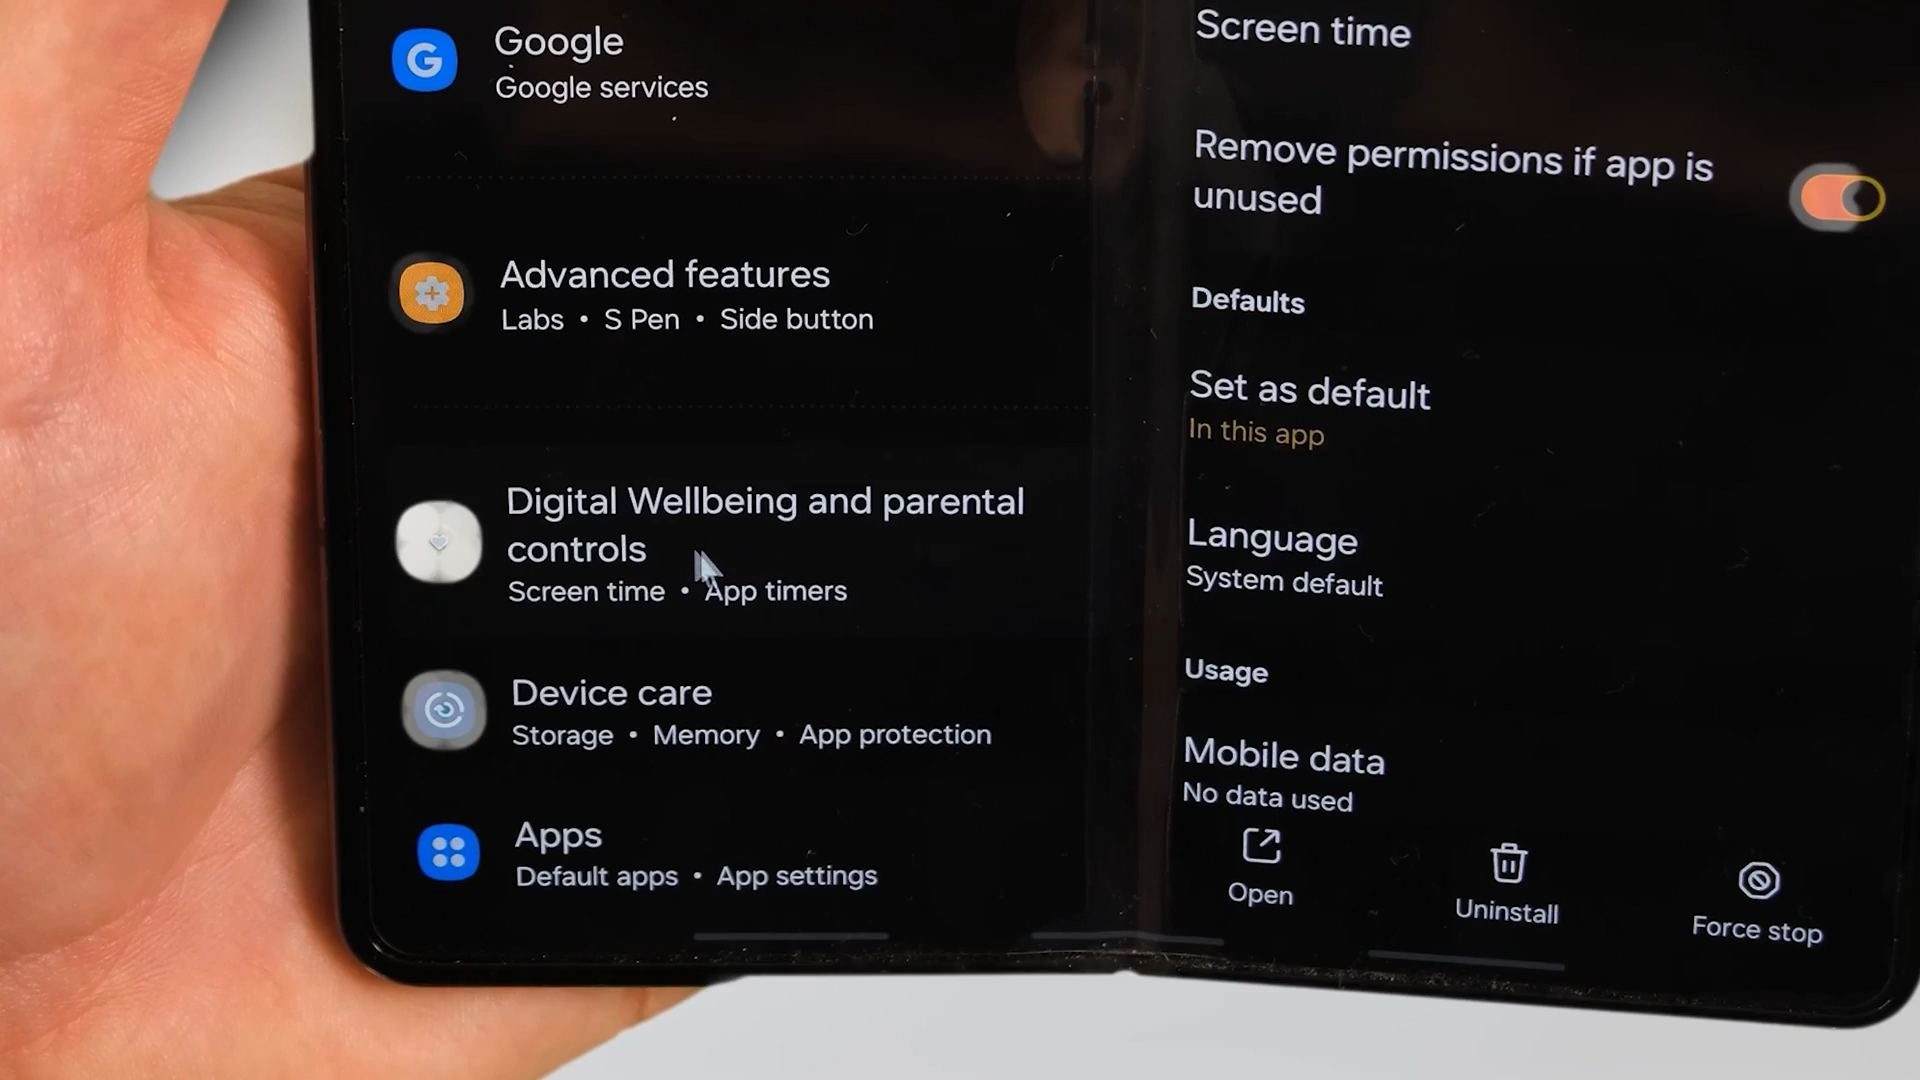 Google
Google services
Advanced features
Labs • S Pen • Side button
Digital Wellbeing and parental
controls
Screen time • App timers
Device care
Storage • Memory • App protection
Apps
Default apps • App settings
Screen time
Remove permissions if app is
unused
Defaults
Set as default
In this app
Language
System default
Usage
Mobile data
No data used
Open
Uninstall
Force stop